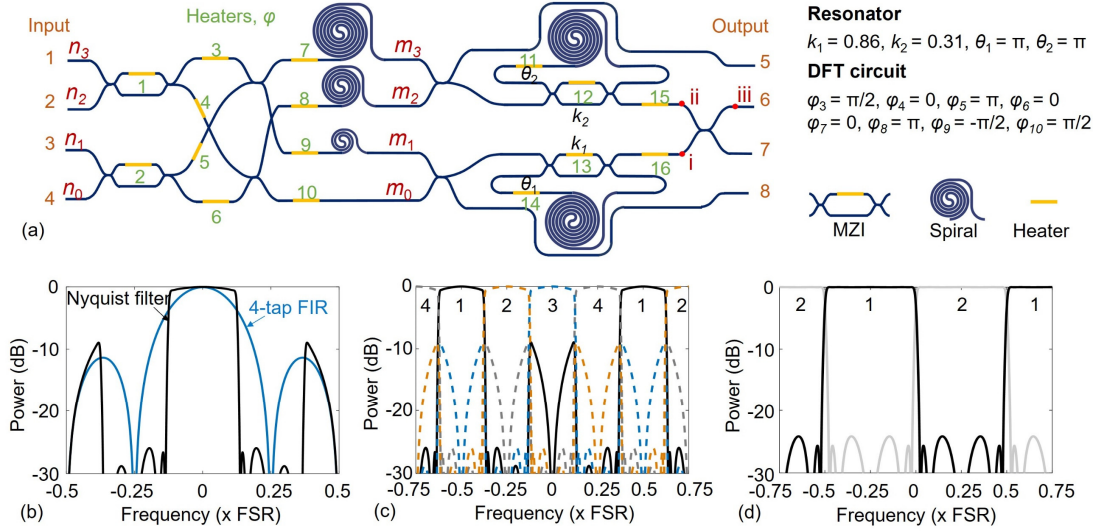 Input
Heaters, φ
Output
1
2
3
4
n₃
n₂
n₁
n₀
1
2
3
4
5
6
7
8
9
10
m₃
m₂
m₁
m₀
11
θ₂
12
k₂
15
k₁
13
16
θ₁
14
i
ii
iii
5
6
7
8
(a)
Resonator
k₁ = 0.86, k₂ = 0.31, θ₁ = π, θ₂ = π
DFT circuit
φ₃ = π/2, φ₄ = 0, φ₅ = π, φ₆ = 0
φ₇ = 0, φ₈ = π, φ₉ = -π/2, φ₁₀ = π/2
MZI
Spiral
Heater
Nyquist filter
4-tap FIR
Power (dB)
0
-10
-20
-30
-0.5
-0.25
0
0.25
0.5
(b)
Frequency (x FSR)
4
1
2
3
4
1
2
Power (dB)
0
-10
-20
-30
-0.75
-0.5
-0.25
0
0.25
0.5
0.75
(c)
Frequency (x FSR)
2
1
2
1
Power (dB)
0
-10
-20
-30
-0.75
-0.5
-0.25
0
0.25
0.5
0.75
(d)
Frequency (x FSR)